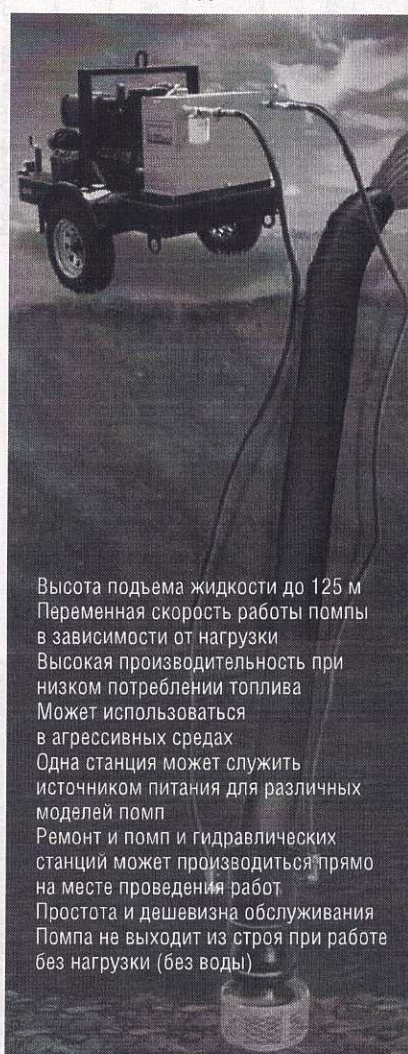 Высота подъема жидкости до 125 м
Переменная скорость работы помпы
в зависимости от нагрузки
Высокая производительность при
низком потреблении топлива
Может использоваться
в агрессивных средах
Одна станция может служить
источником питания для различных
моделей помп
Ремонт и помп и гидравлических
станций может производиться прямо
на месте проведения работ
Простота и дешевизна обслуживания
Помпа не выходит из строя при работе
без нагрузки (без воды)